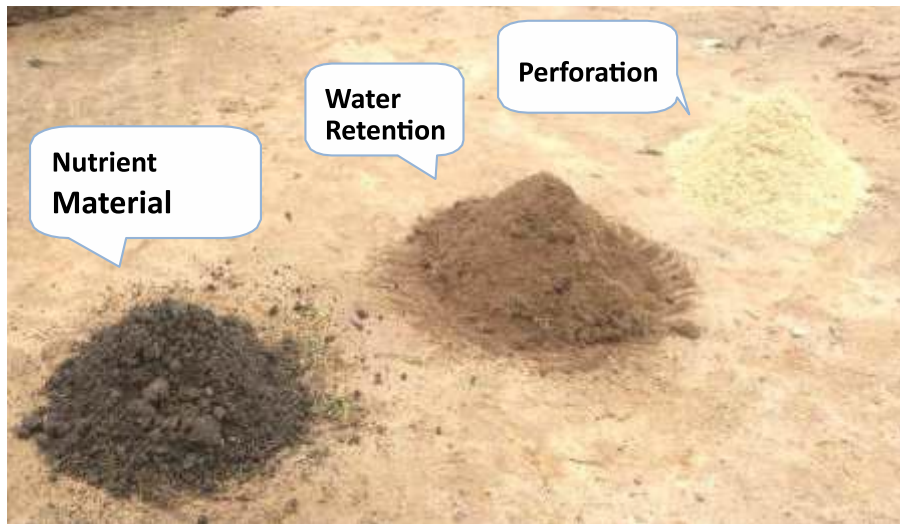 Nutrient
Material
Water
Retention
Perforation